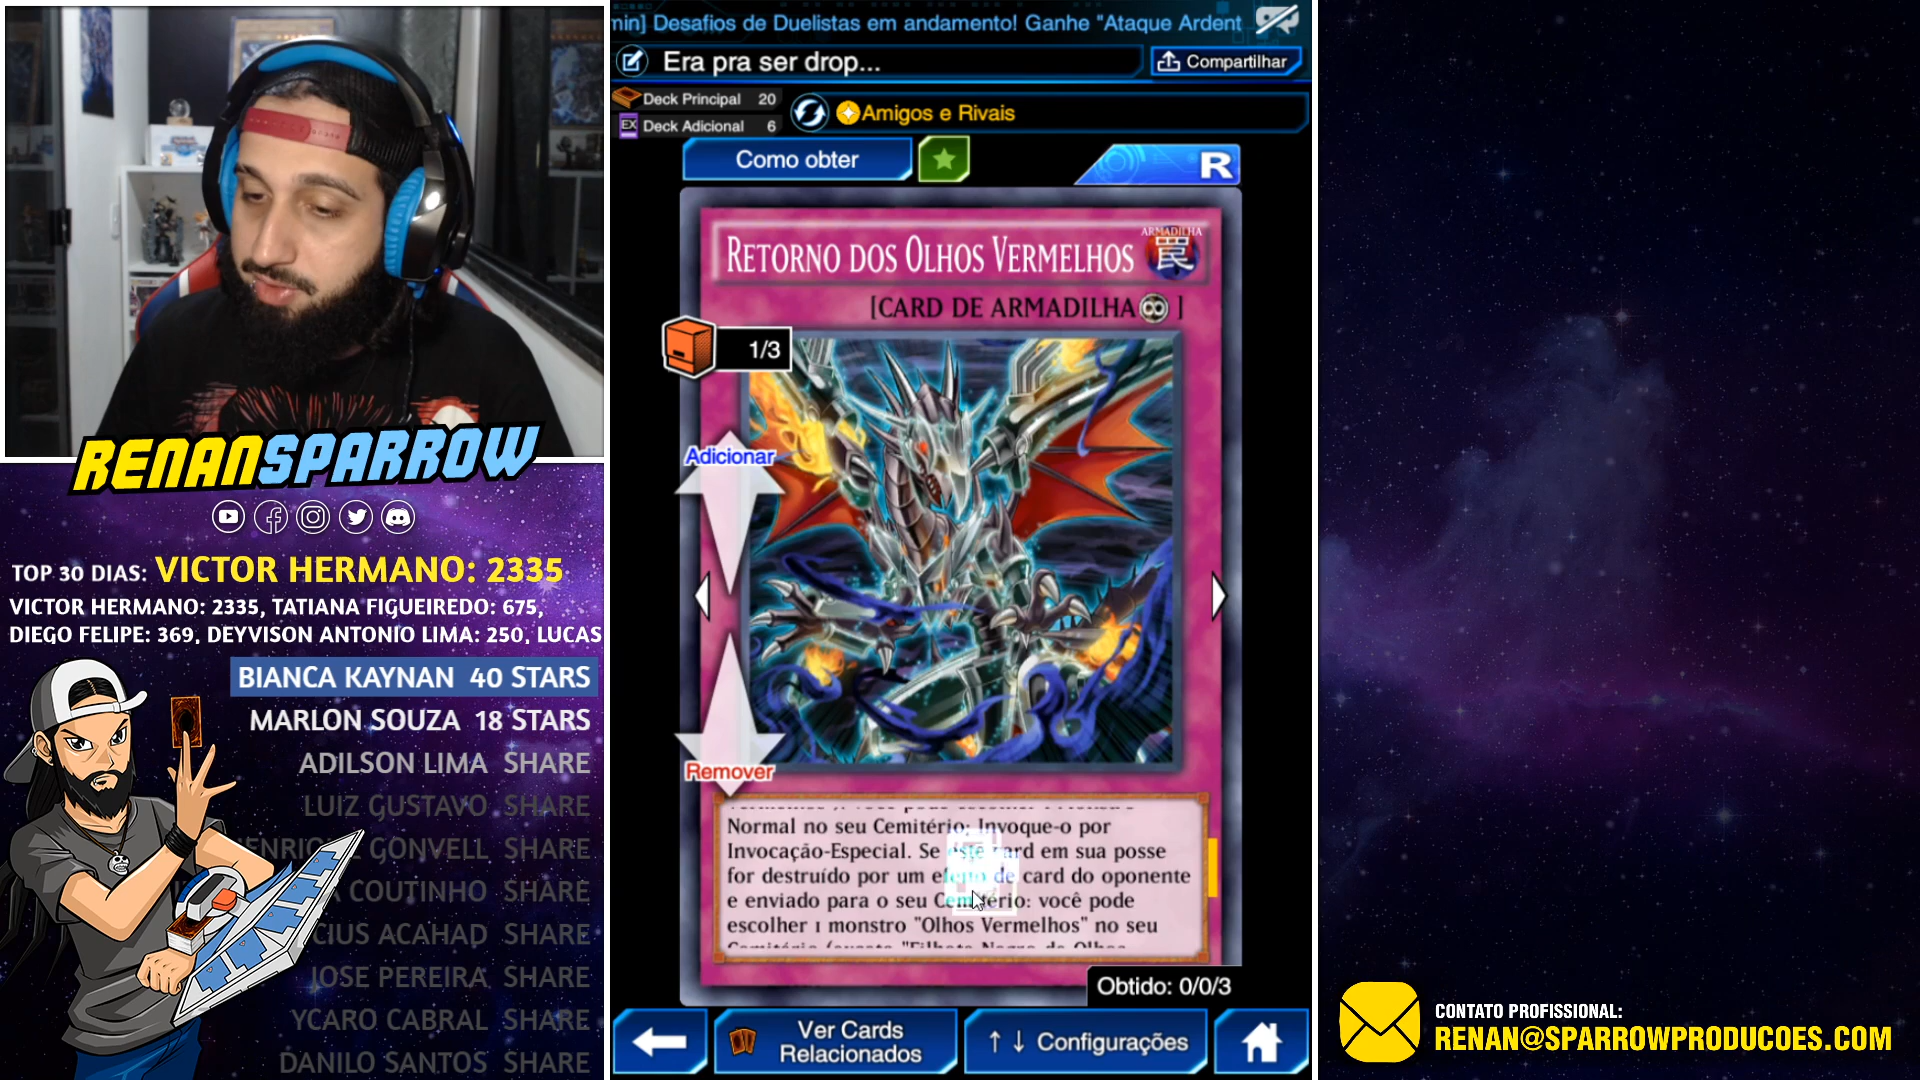 min] Desafios de Duelistas em andamento! Ganhe "Ataque Ardent
Era pra ser drop...
Compartilhar
Deck Principal 20
EX Deck Adicional 6
Amigos e Rivais
Como obter
R
RETORNO DOS OLHOS VERMELHOS
ARMADILHA
罠
[CARD DE ARMADILHA ]
1/3
Adicionar
Remover
Normal no seu Cemitério; Invoque-o por
Invocação-Especial. Se este card em sua posse
for destruído por um efeito de card do oponente
e enviado para o seu Cemitério: você pode
escolher 1 monstro "Olhos Vermelhos" no seu
Obtido: 0/0/3
Ver Cards
Relacionados
↑ ↓ Configurações
RENANSPARROW
TOP 30 DIAS: VICTOR HERMANO: 2335
VICTOR HERMANO: 2335, TATIANA FIGUEIREDO: 675,
DIEGO FELIPE: 369, DEYVISON ANTONIO LIMA: 250, LUCAS
BIANCA KAYNAN 40 STARS
MARLON SOUZA 18 STARS
ADILSON LIMA SHARE
LUIZ GUSTAVO SHARE
GONVELL SHARE
COUTINHO SHARE
ACAHAD SHARE
JOSE PEREIRA SHARE
YCARO CABRAL SHARE
DANILO SANTOS SHARE
CONTATO PROFISSIONAL:
RENAN@SPARROWPRODUCOES.COM